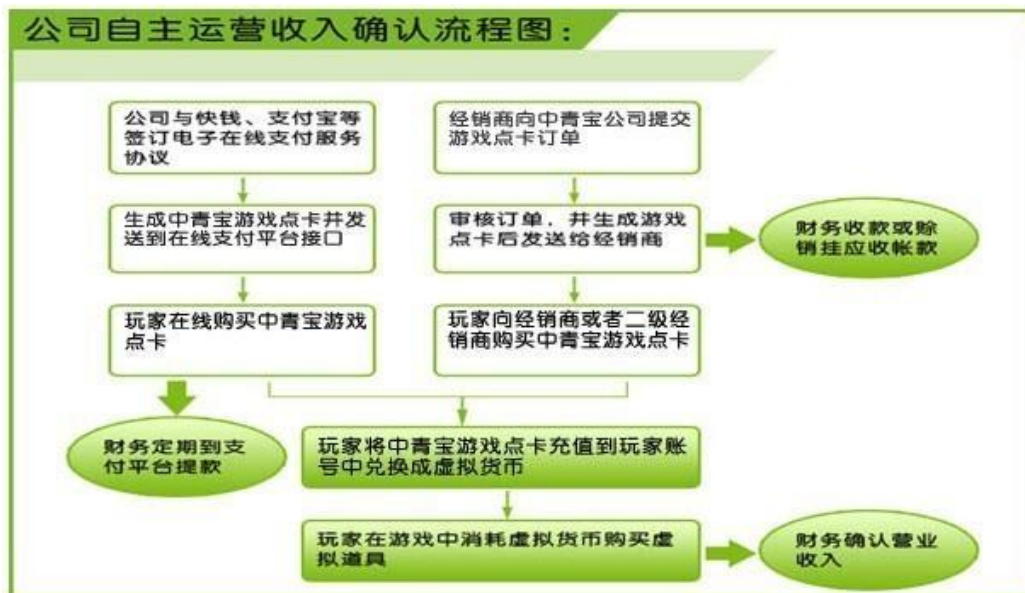 公司自主运营收入确认流程图：
公司与快钱、支付宝等
签订电子在线支付服务
协议
经销商向中青宝公司提交
游戏点卡订单
生成中青宝游戏点卡并发
送到在线支付平台接口
审核订单，并生成游戏
点卡后发送给经销商
财务收款或赊
销挂应收帐款
玩家在线购买中青宝游戏
点卡
玩家向经销商或者二级经
销商购买中青宝游戏点卡
财务定期到支
付平台提款
玩家将中青宝游戏点卡充值到玩家账
号中兑换成虚拟货币
玩家在游戏中消耗虚拟货币购买虚
拟道具
财务确认营业
收入